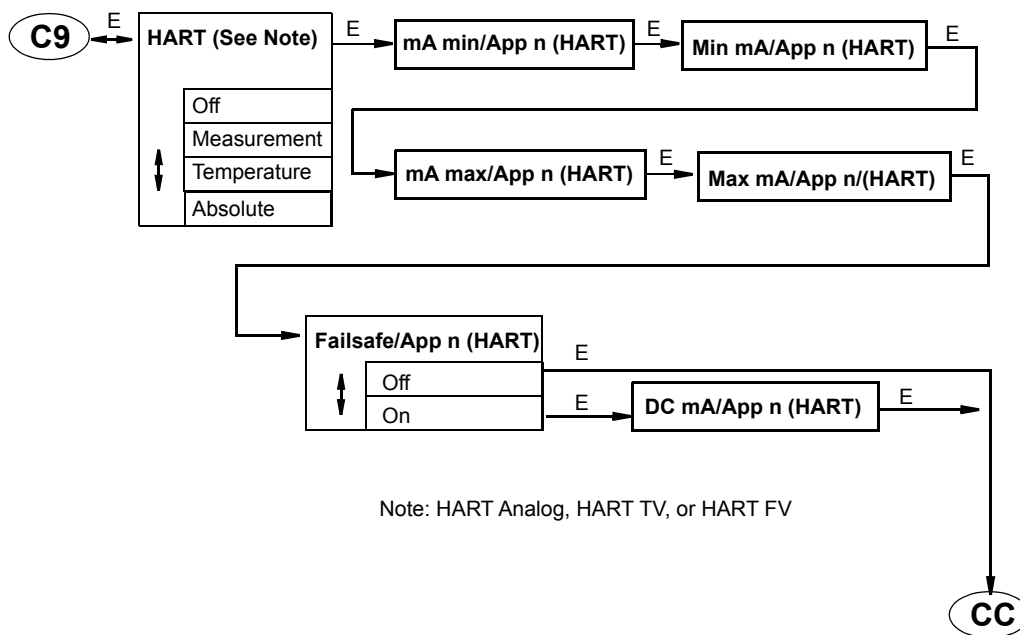 C9
E
HART (See Note)
Off
Measurement
Temperature
Absolute
E
mA min/App n (HART)
E
Min mA/App n (HART)
E
mA max/App n (HART)
E
Max mA/App n/(HART)
E
Failsafe/App n (HART)
Off
On
E
E
DC mA/App n (HART)
E
Note: HART Analog, HART TV, or HART FV
CC